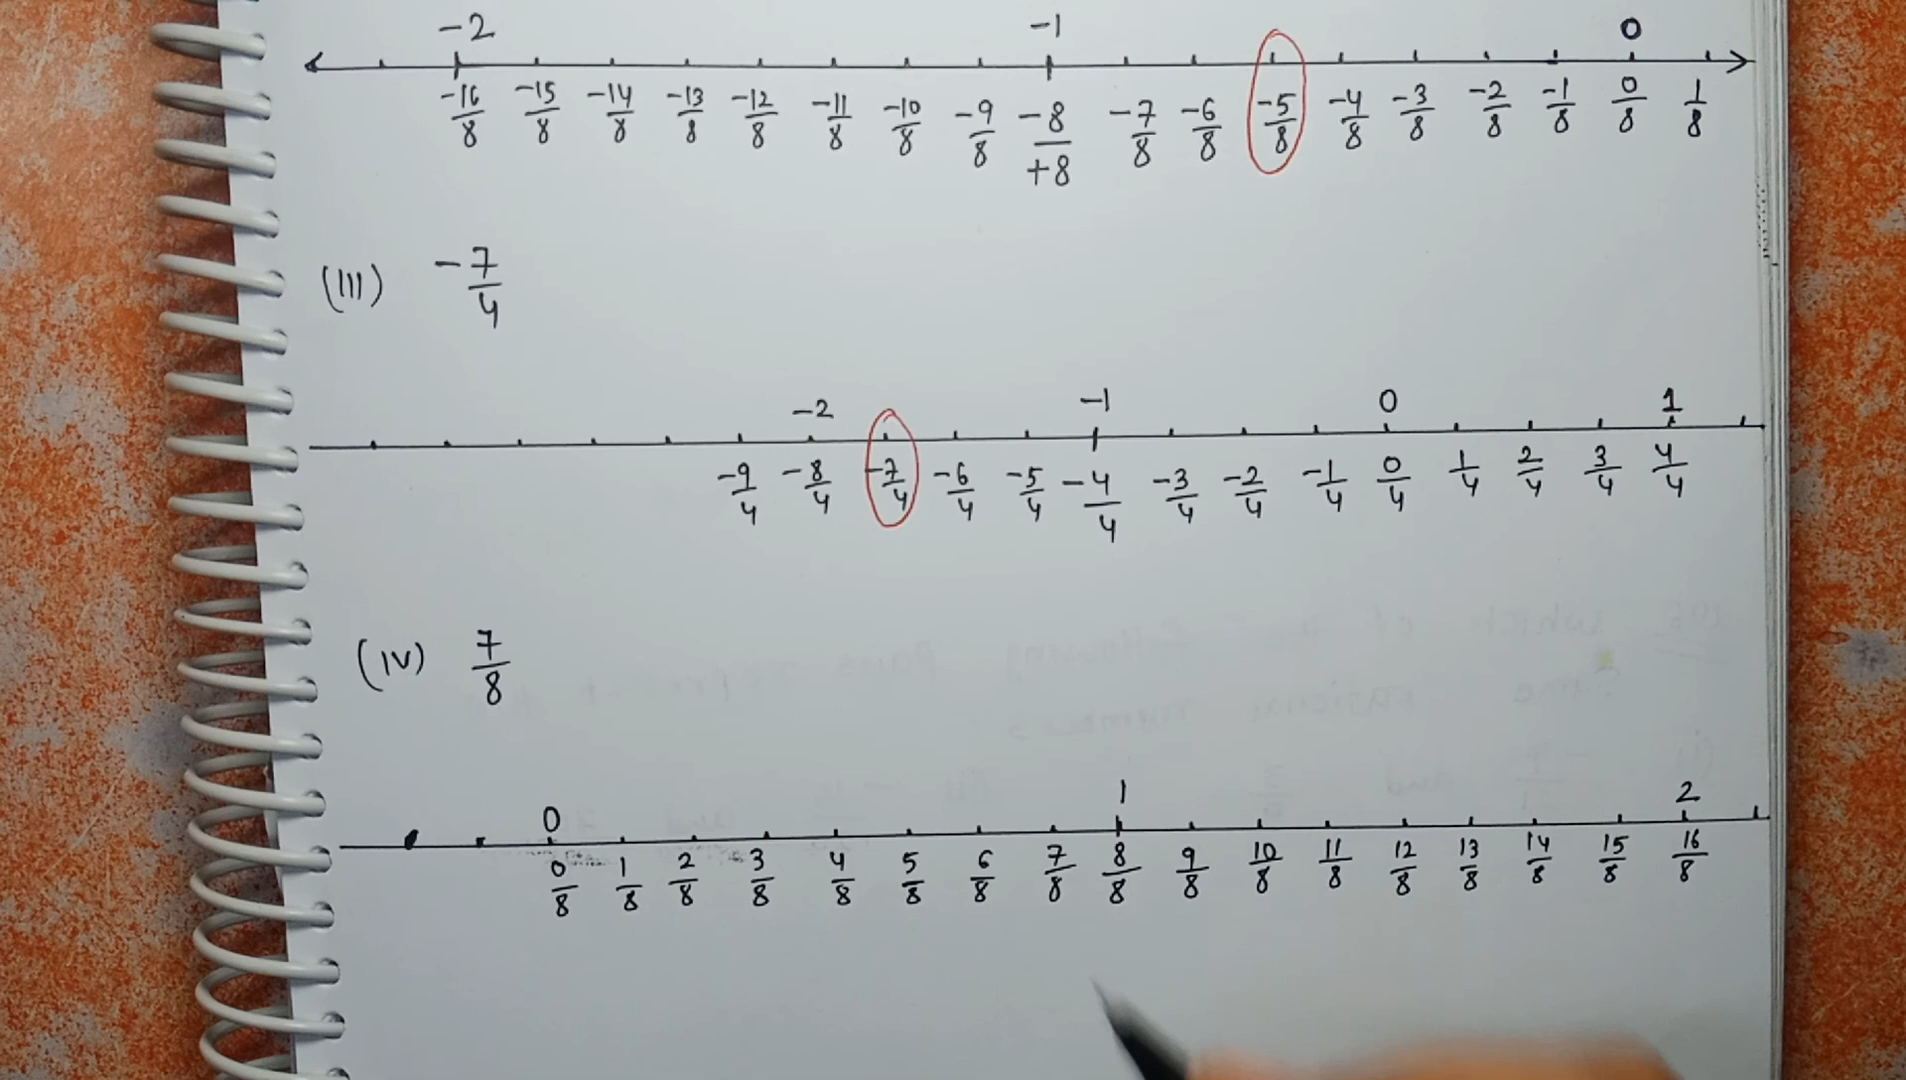 -2 -1 0
-16/8 -15/8 -14/8 -13/8 -12/8 -11/8 -10/8 -9/8 -8/+8 -7/8 -6/8 -5/8 -4/8 -3/8 -2/8 -1/8 0/8 1/8
(III) -7/4
-2 -1 0 1
-9/4 -8/4 -7/4 -6/4 -5/4 -4/4 -3/4 -2/4 -1/4 0/4 1/4 2/4 3/4 4/4
(IV) 7/8
0 1 2
0/8 1/8 2/8 3/8 4/8 5/8 6/8 7/8 8/8 9/8 10/8 11/8 12/8 13/8 14/8 15/8 16/8